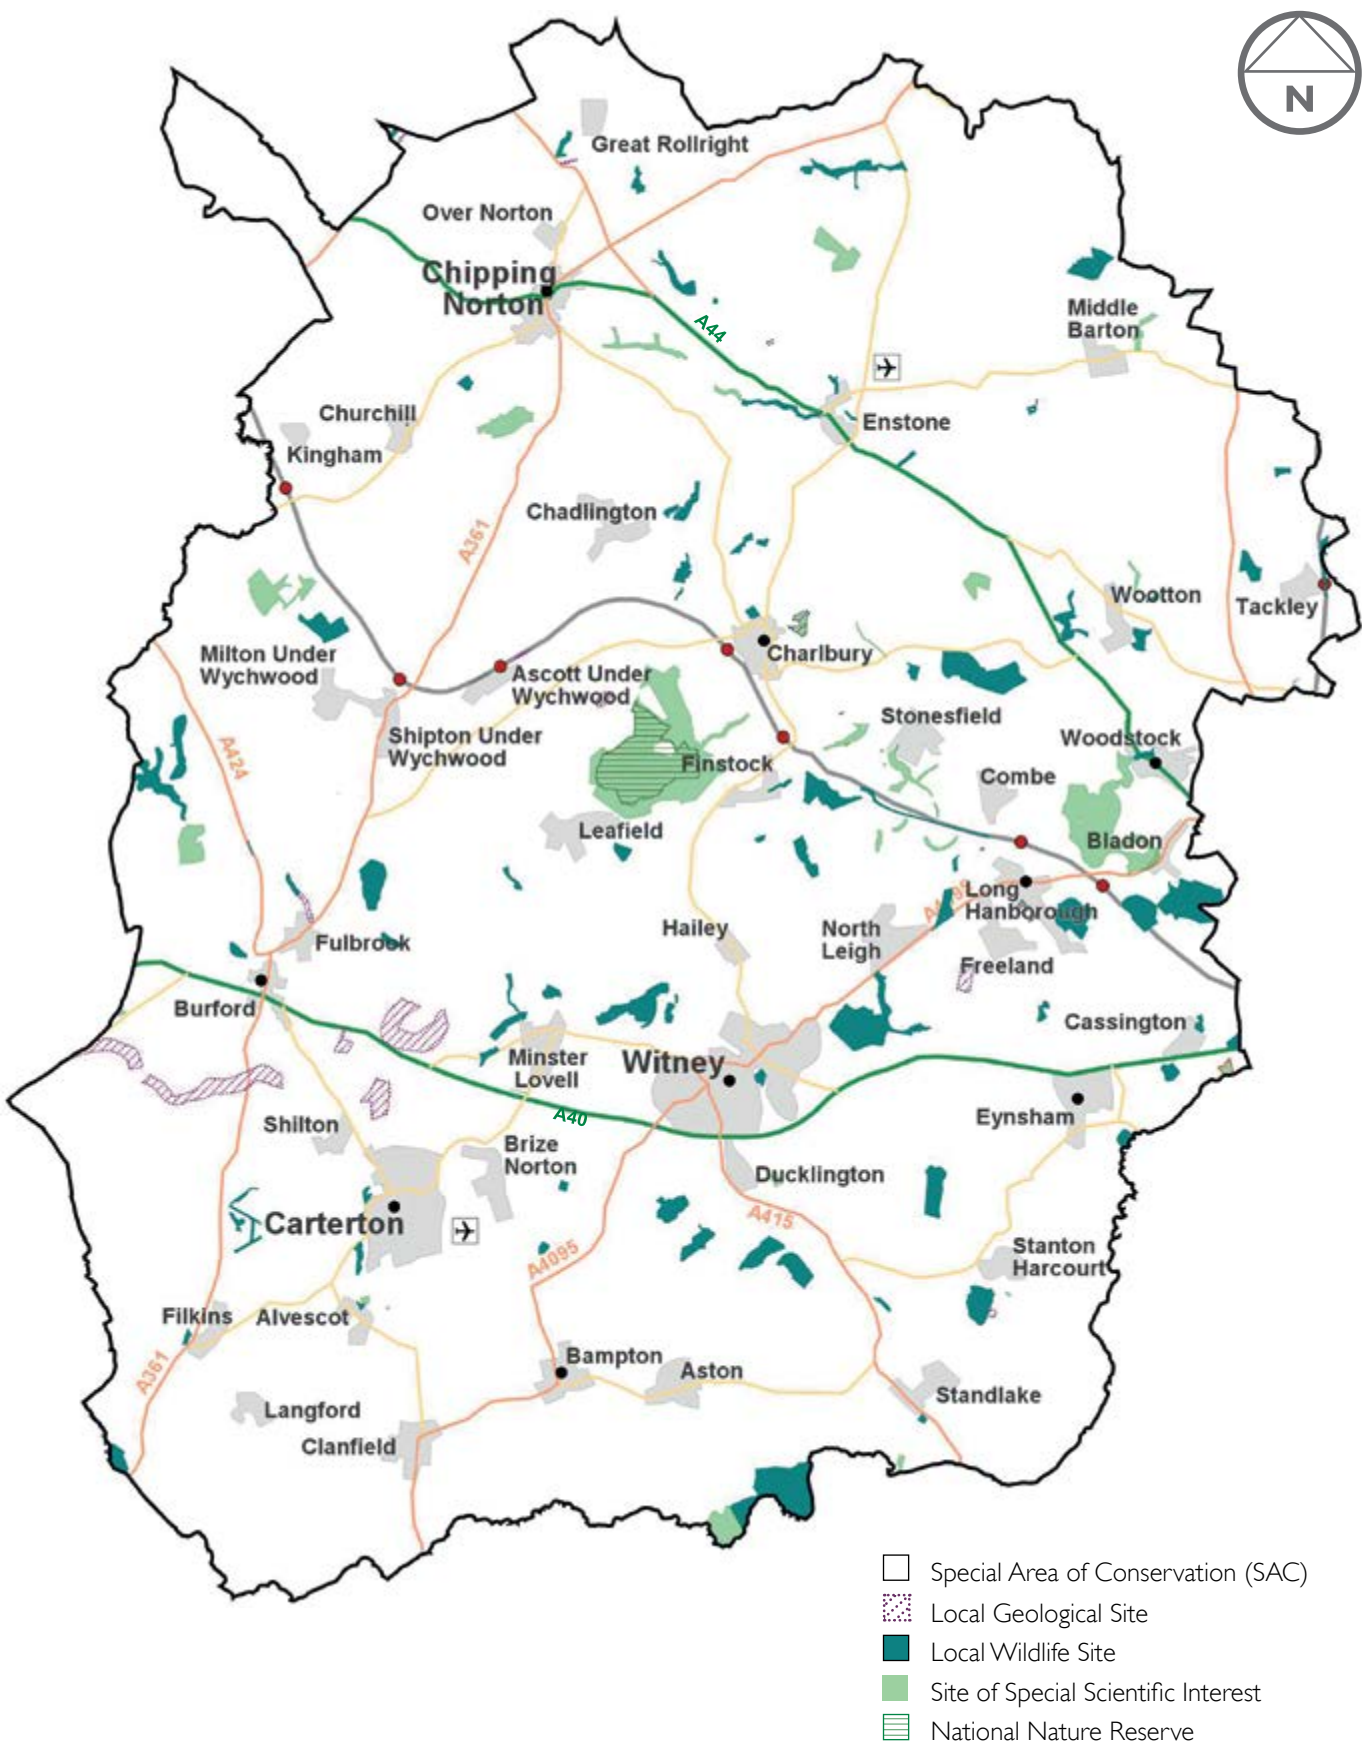 N
Great Rollright
Over Norton
Chipping
Norton
A44
Middle
Barton
Churchill
Kingham
Enstone
Chadlington
A361
Wootton
Tackley
Milton Under
Wychwood
Ascott Under
Wychwood
Charlbury
Shipton Under
Wychwood
Stonesfield
Woodstock
A424
Finstock
Combe
Leafield
Bladon
Long
Hanborough
Hailey
North
Leigh
Fulbrook
Freeland
Burford
Cassington
Minster
Lovell
Witney
A40
Shilton
Eynsham
Brize
Norton
Ducklington
Carterton
A415
A4095
Stanton
Harcourt
Filkins
Alvescot
A361
Bampton
Aston
Standlake
Langford
Clanfield
Special Area of Conservation (SAC)
Local Geological Site
Local Wildlife Site
Site of Special Scientific Interest
National Nature Reserve